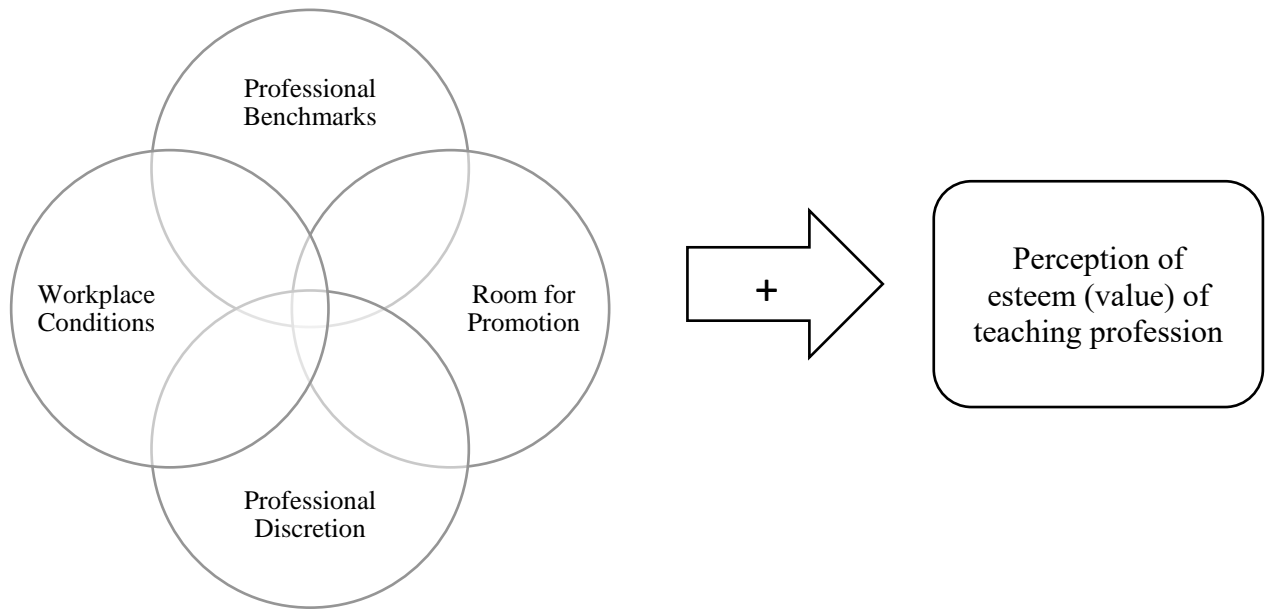 Professional
Benchmarks
Workplace
Conditions
Room for
Promotion
Professional
Discretion
+
Perception of
esteem (value) of
teaching profession